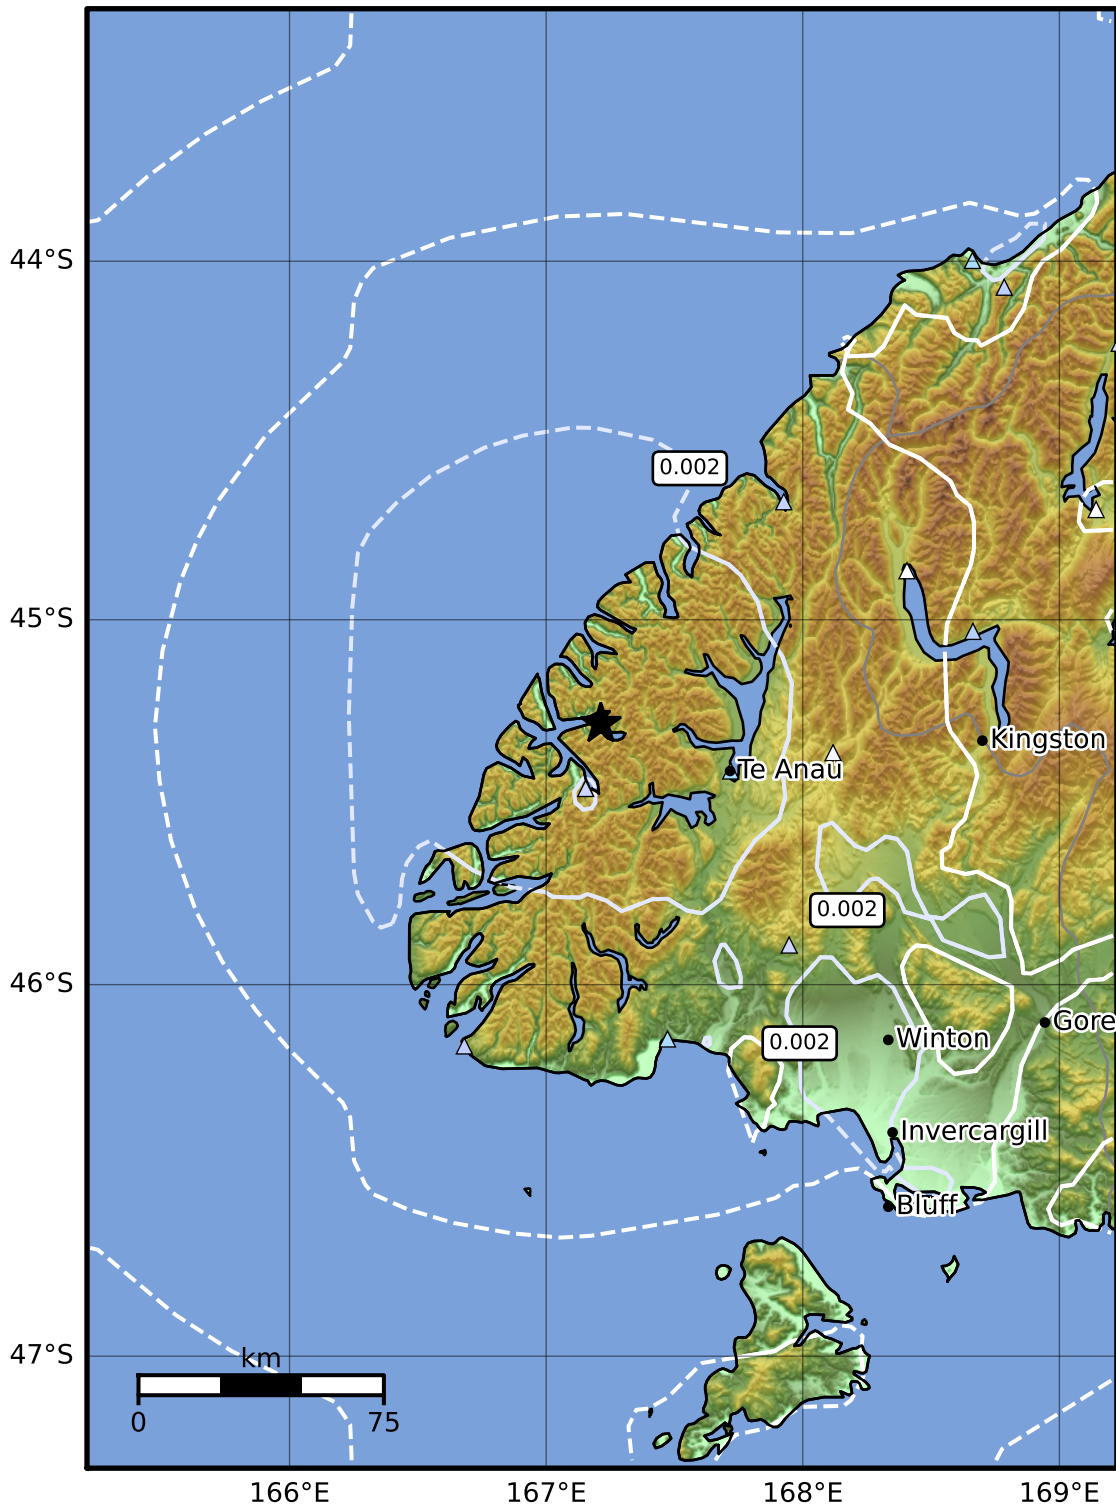 44°S
0.002
45°S
Kingston
Te Anau
0.002
46°S
Gore
Winton
0.002
Invercargill
Bluff
47°S
km
0 75
166°E 167°E 168°E 169°E